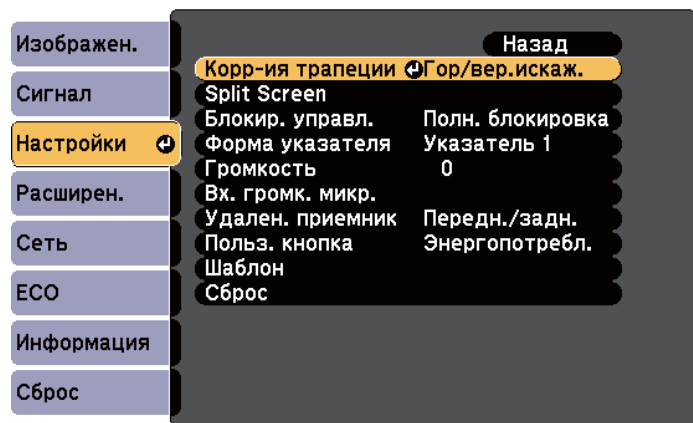 Изображен.
Сигнал
Настройки
Расширен.
Сеть
ECO
Информация
Сброс
Назад
Корр-ия трапеции Гор/вер.искаж.
Split Screen
Блокир. управл. Полн. блокировка
Форма указателя Указатель 1
Громкость 0
Вх. громк. микр.
Удален. приемник Передн./задн.
Польз. кнопка Энергопотребл.
Шаблон
Сброс